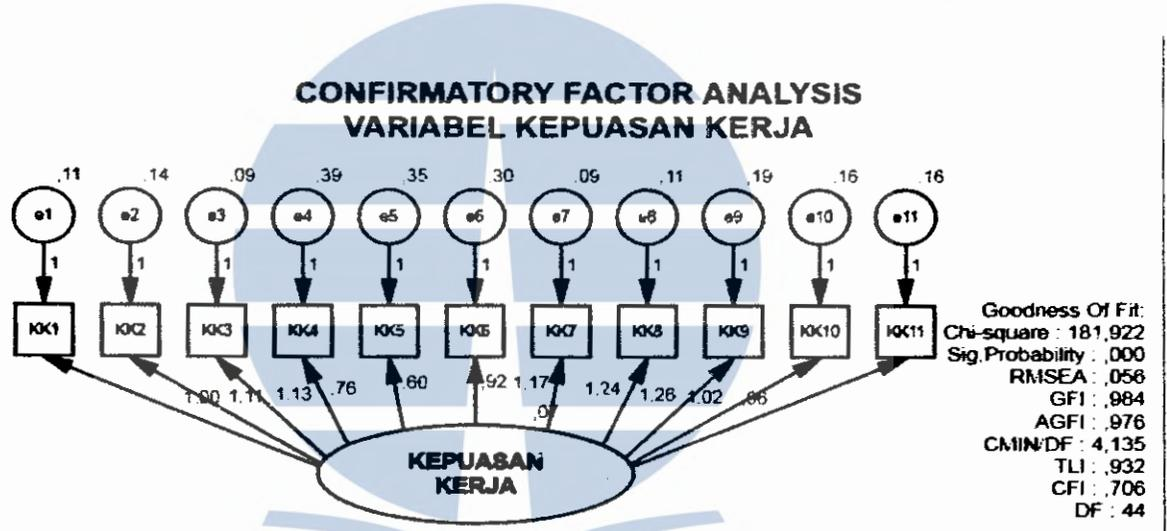 CONFIRMATORY FACTOR ANALYSIS
VARIABEL KEPUASAN KERJA
,11 ,14 ,09 ,39 ,35 ,30 ,09 ,11 ,19 ,16 ,16
e1 e2 e3 e4 e5 e6 e7 e8 e9 e10 e11
1 1 1 1 1 1 1 1 1 1 1
KK1 KK2 KK3 KK4 KK5 KK6 KK7 KK8 KK9 KK10 KK11
1.00 1.11 1.13 .76 .60 .92 1.17 1.24 1.26 1.02
,07
KEPUASAN
KERJA
Goodness Of Fit:
Chi-square : 181,922
Sig.Probability : ,000
RMSEA : ,056
GFI : ,984
AGFI : ,976
CMIN/DF : 4,135
TLI : ,932
CFI : ,706
DF : 44